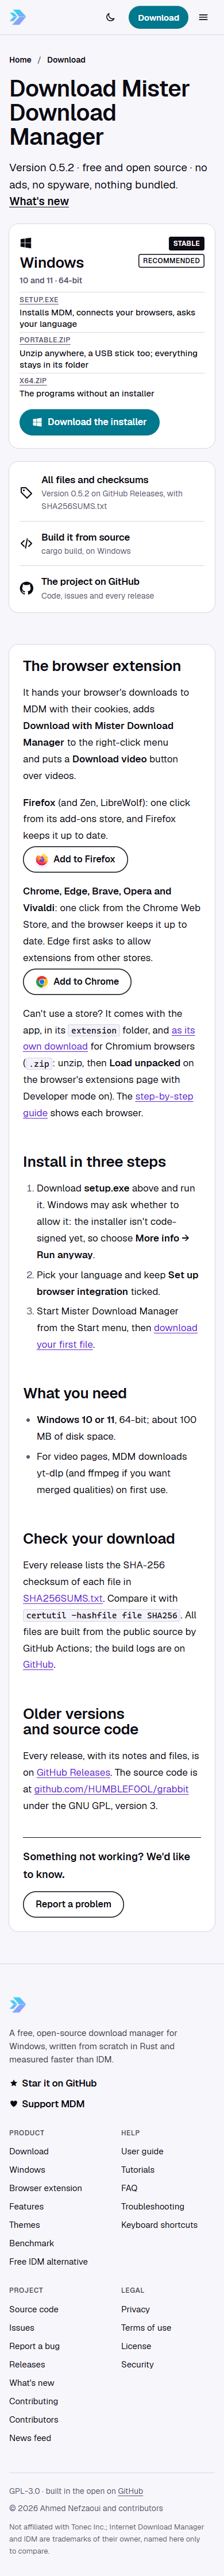 Download
Home / Download
Download Mister
Download
Manager
Version 0.5.2 · free and open source · no
ads, no spyware, nothing bundled.
What's new
STABLE
Windows
RECOMMENDED
10 and 11 · 64-bit
SETUP.EXE
Installs MDM, connects your browsers, asks
your language
PORTABLE.ZIP
Unzip anywhere, a USB stick too; everything
stays in its folder
X64.ZIP
The programs without an installer
Download the installer
All files and checksums
Version 0.5.2 on GitHub Releases, with
SHA256SUMS.txt
Build it from source
cargo build, on Windows
The project on GitHub
Code, issues and every release
The browser extension
It hands your browser's downloads to
MDM with their cookies, adds
Download with Mister Download
Manager to the right-click menu
and puts a Download video button
over videos.
Firefox (and Zen, LibreWolf): one click
from its add-ons store, and Firefox
keeps it up to date.
Add to Firefox
Chrome, Edge, Brave, Opera and
Vivaldi: one click from the Chrome Web
Store, and the browser keeps it up to
date. Edge first asks to allow
extensions from other stores.
Add to Chrome
Can't use a store? It comes with the
app, in its extension folder, and as its
own download for Chromium browsers
(.zip: unzip, then Load unpacked on
the browser's extensions page with
Developer mode on). The step-by-step
guide shows each browser.
Install in three steps
1. Download setup.exe above and run
it. Windows may ask whether to
allow it: the installer isn't code-
signed yet, so choose More info →
Run anyway.
2. Pick your language and keep Set up
browser integration ticked.
3. Start Mister Download Manager
from the Start menu, then download
your first file.
What you need
• Windows 10 or 11, 64-bit; about 100
MB of disk space.
• For video pages, MDM downloads
yt-dlp (and ffmpeg if you want
merged qualities) on first use.
Check your download
Every release lists the SHA-256
checksum of each file in
SHA256SUMS.txt. Compare it with
certutil -hashfile file SHA256. All
files are built from the public source by
GitHub Actions; the build logs are on
GitHub.
Older versions
and source code
Every release, with its notes and files, is
on GitHub Releases. The source code is
at github.com/HUMBLEF0OL/grabbit
under the GNU GPL, version 3.
Something not working? We'd like
to know.
Report a problem
A free, open-source download manager for
Windows, written from scratch in Rust and
measured faster than IDM.
Star it on GitHub
Support MDM
PRODUCT
Download
Windows
Browser extension
Features
Themes
Benchmark
Free IDM alternative
HELP
User guide
Tutorials
FAQ
Troubleshooting
Keyboard shortcuts
PROJECT
Source code
Issues
Report a bug
Releases
What's new
Contributing
Contributors
News feed
LEGAL
Privacy
Terms of use
License
Security
GPL-3.0 · built in the open on GitHub
© 2026 Ahmed Nefzaoui and contributors
Not affiliated with Tonec Inc.; Internet Download Manager
and IDM are trademarks of their owner, named here only
to compare.